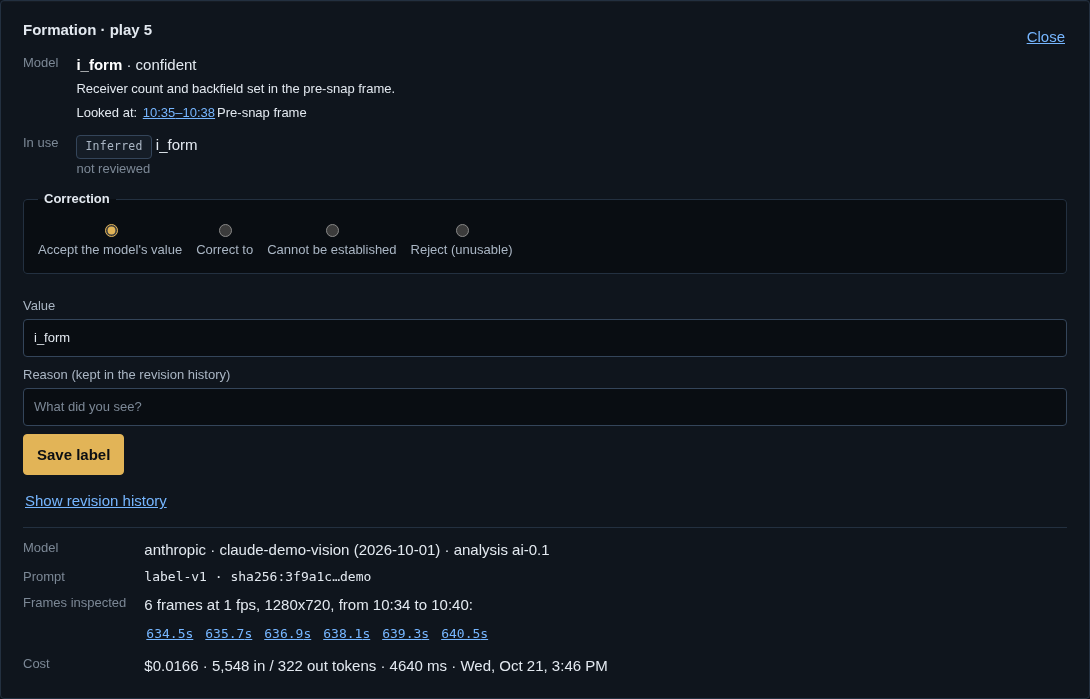 Formation · play 5
Close
Model
i_form · confident
Receiver count and backfield set in the pre-snap frame.
Looked at: 10:35–10:38 Pre-snap frame
In use
Inferred i_form
not reviewed
Correction
Accept the model's value
Correct to
Cannot be established
Reject (unusable)
Value
i_form
Reason (kept in the revision history)
What did you see?
Save label
Show revision history
Model
anthropic · claude-demo-vision (2026-10-01) · analysis ai-0.1
Prompt
label-v1 · sha256:3f9a1c…demo
Frames inspected
6 frames at 1 fps, 1280x720, from 10:34 to 10:40:
634.5s 635.7s 636.9s 638.1s 639.3s 640.5s
Cost
$0.0166 · 5,548 in / 322 out tokens · 4640 ms · Wed, Oct 21, 3:46 PM